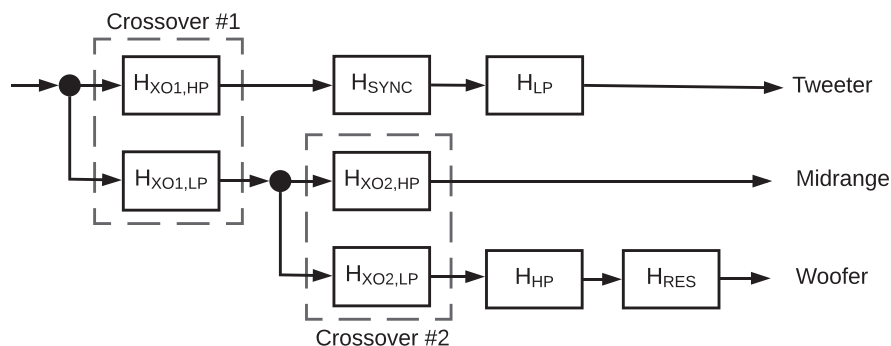 Crossover #1
HXO1,HP
HSYNC
HLP
Tweeter
HXO1,LP
HXO2,HP
Midrange
HXO2,LP
HHP
HRES
Woofer
Crossover #2